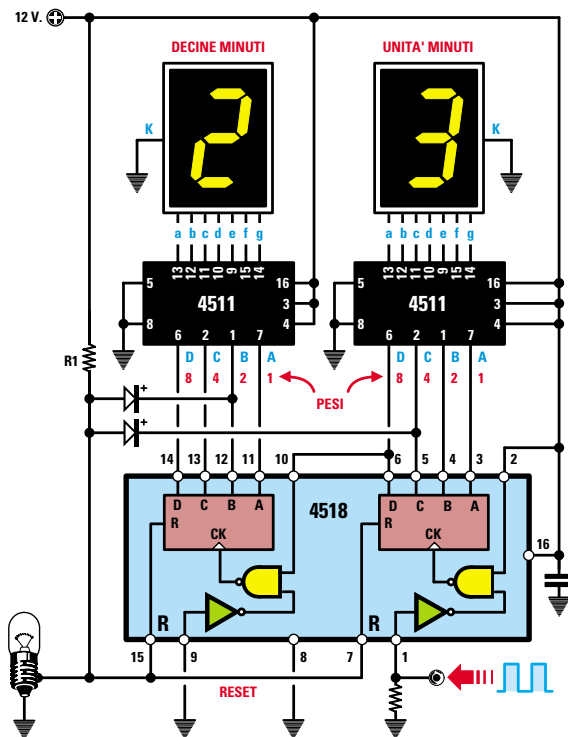 12 V.
DECINE MINUTI
UNITA' MINUTI
K
K
a b c d e f g
a b c d e f g
13 12 11 10 9 15 14
13 12 11 10 9 15 14
5
16
5
16
4511
3
4511
3
8
4
8
4
6 2 1 7
6 2 1 7
D C B A
D C B A
R1
8 4 2 1
8 4 2 1
+
PESI
+
14 13 12 11 10
6 5 4 3 2
D C B A
4518
D C B A
R
R
CK
CK
16
R
R
15 9 8 7 1
RESET